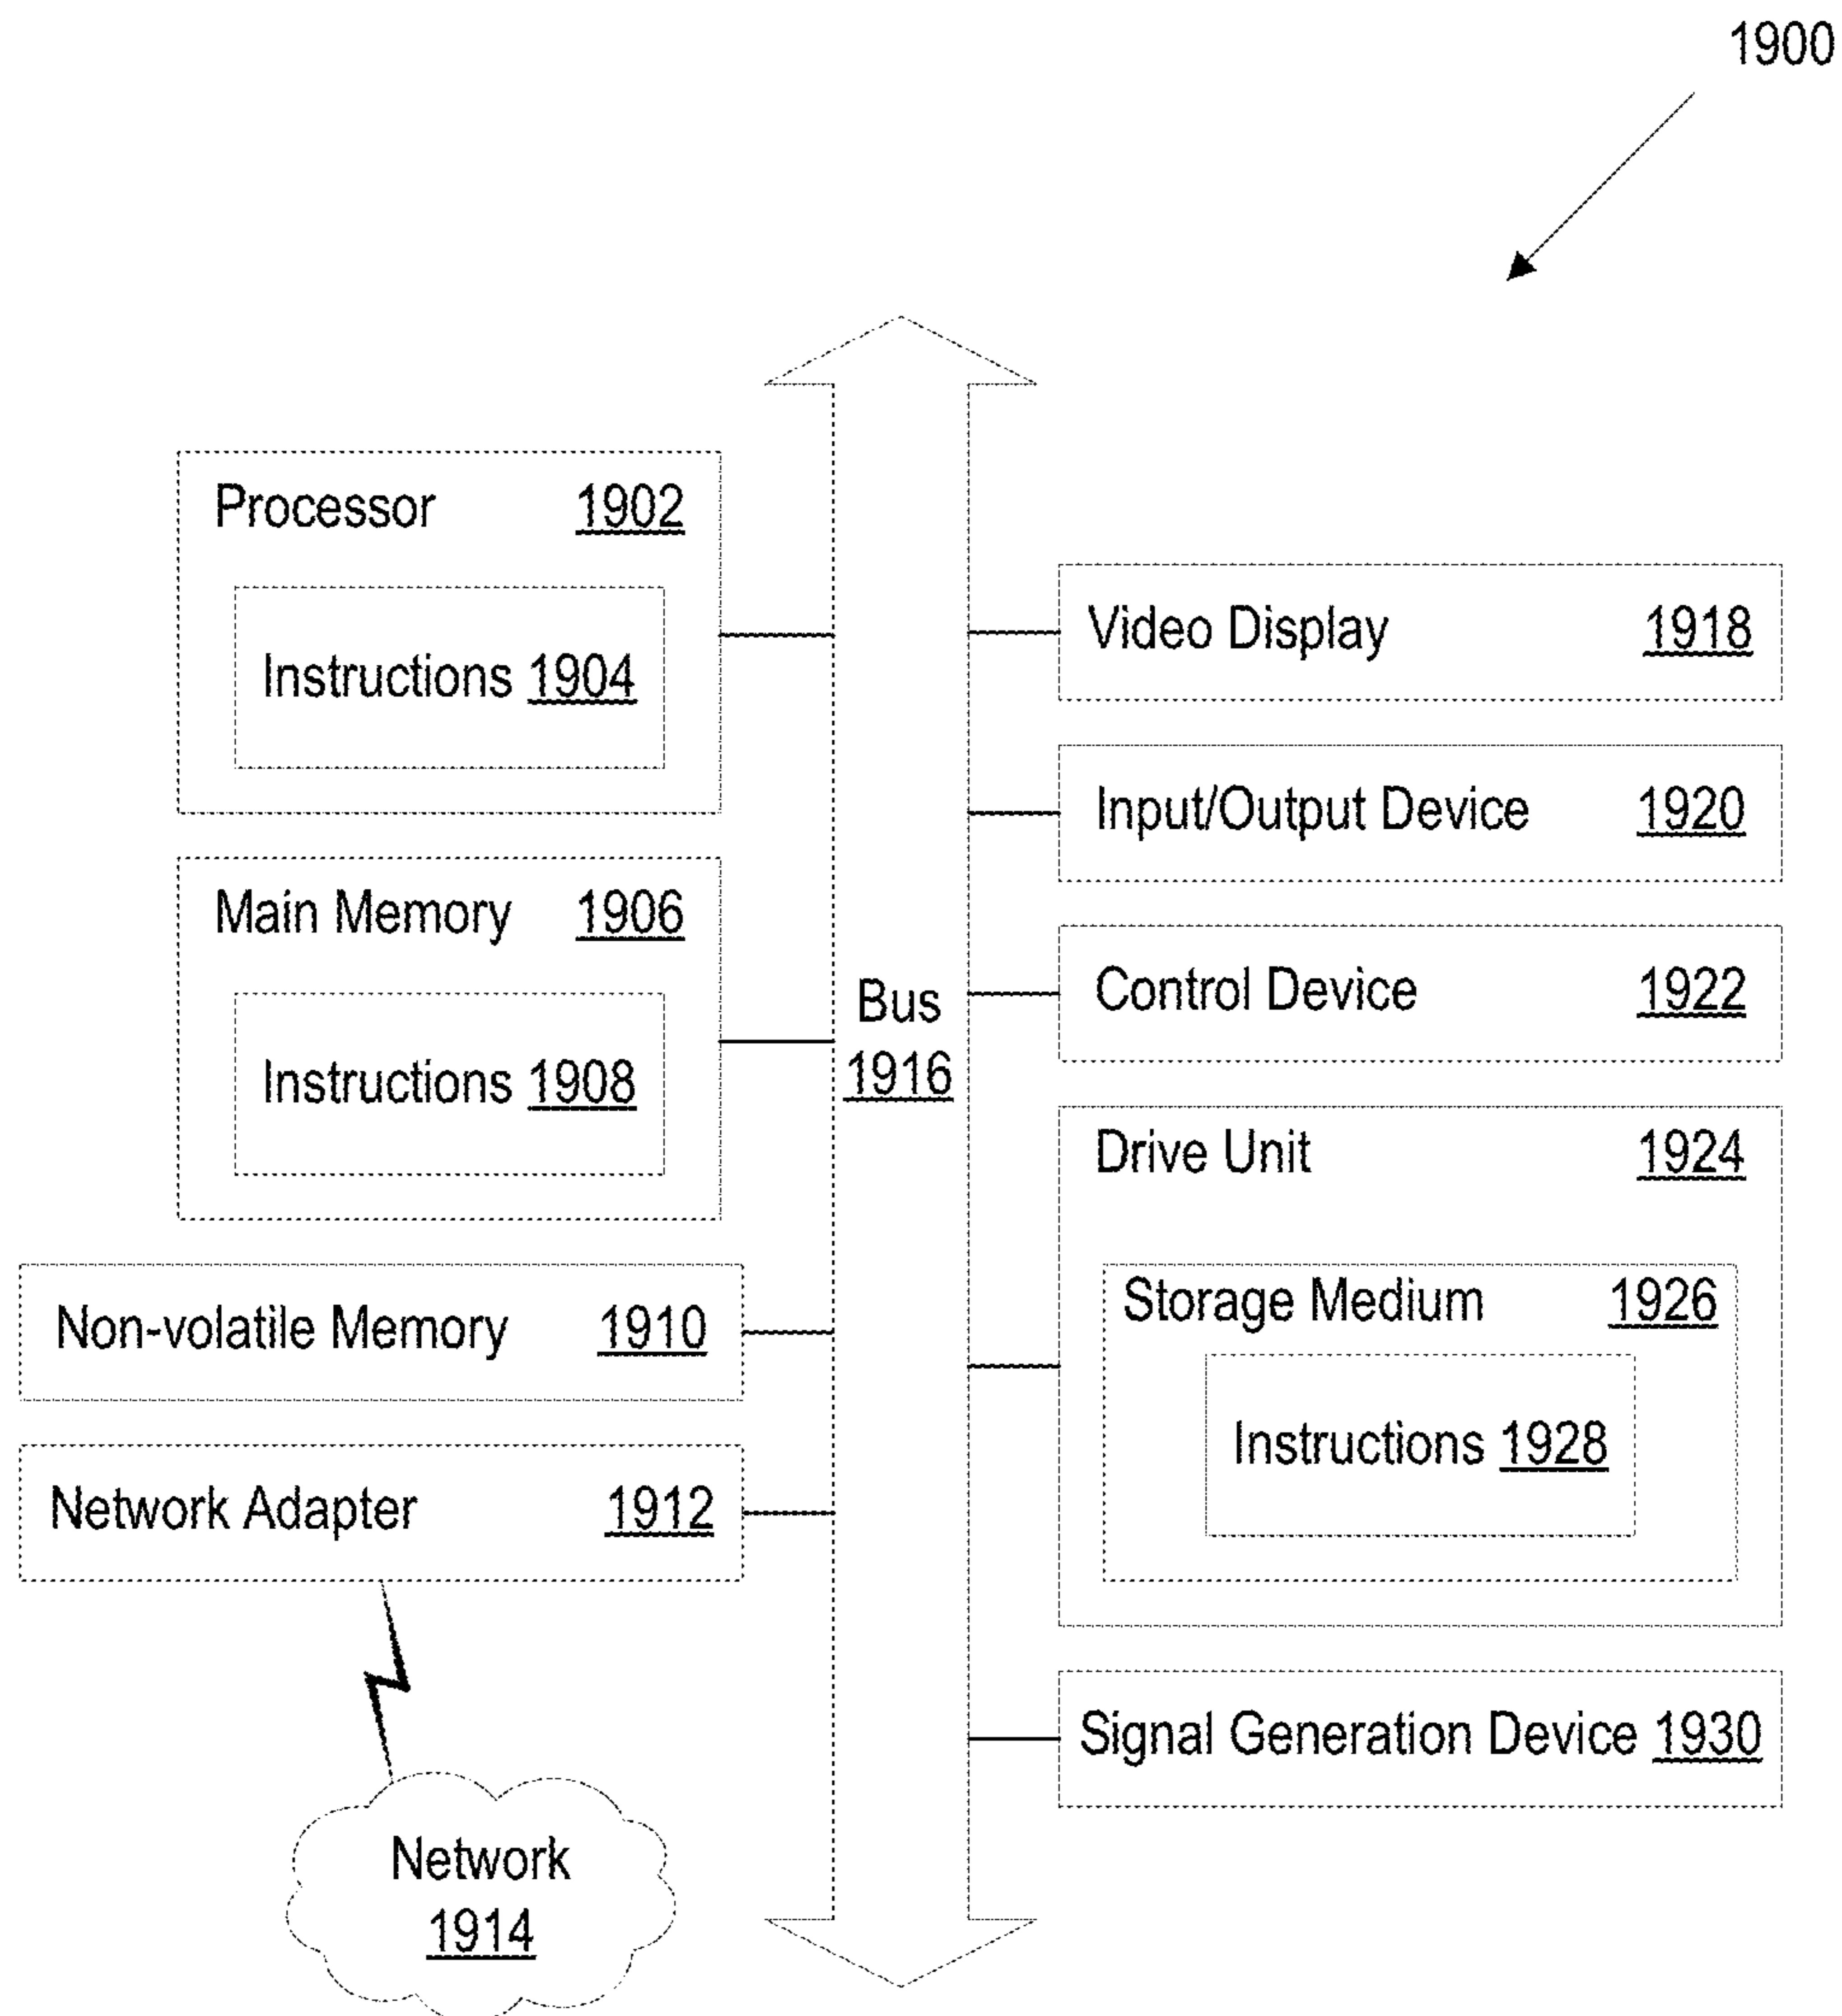 1900
Processor 1902
Instructions 1904
Main Memory 1906
Instructions 1908
Non-volatile Memory 1910
Network Adapter 1912
Network
1914
Bus
1916
Video Display 1918
Input/Output Device 1920
Control Device 1922
Drive Unit 1924
Storage Medium 1926
Instructions 1928
Signal Generation Device 1930